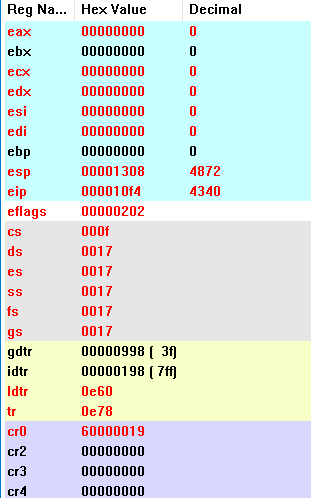 Reg Na... Hex Value Decimal
eax 00000000 0
ebx 00000000 0
ecx 00000000 0
edx 00000000 0
esi 00000000 0
edi 00000000 0
ebp 00000000 0
esp 00001308 4872
eip 000010f4 4340
eflags 00000202
cs 000f
ds 0017
es 0017
ss 0017
fs 0017
gs 0017
gdtr 00000998 ( 3f)
idtr 00000198 ( 7ff)
ldtr 0e60
tr 0e78
cr0 60000019
cr2 00000000
cr3 00000000
cr4 00000000